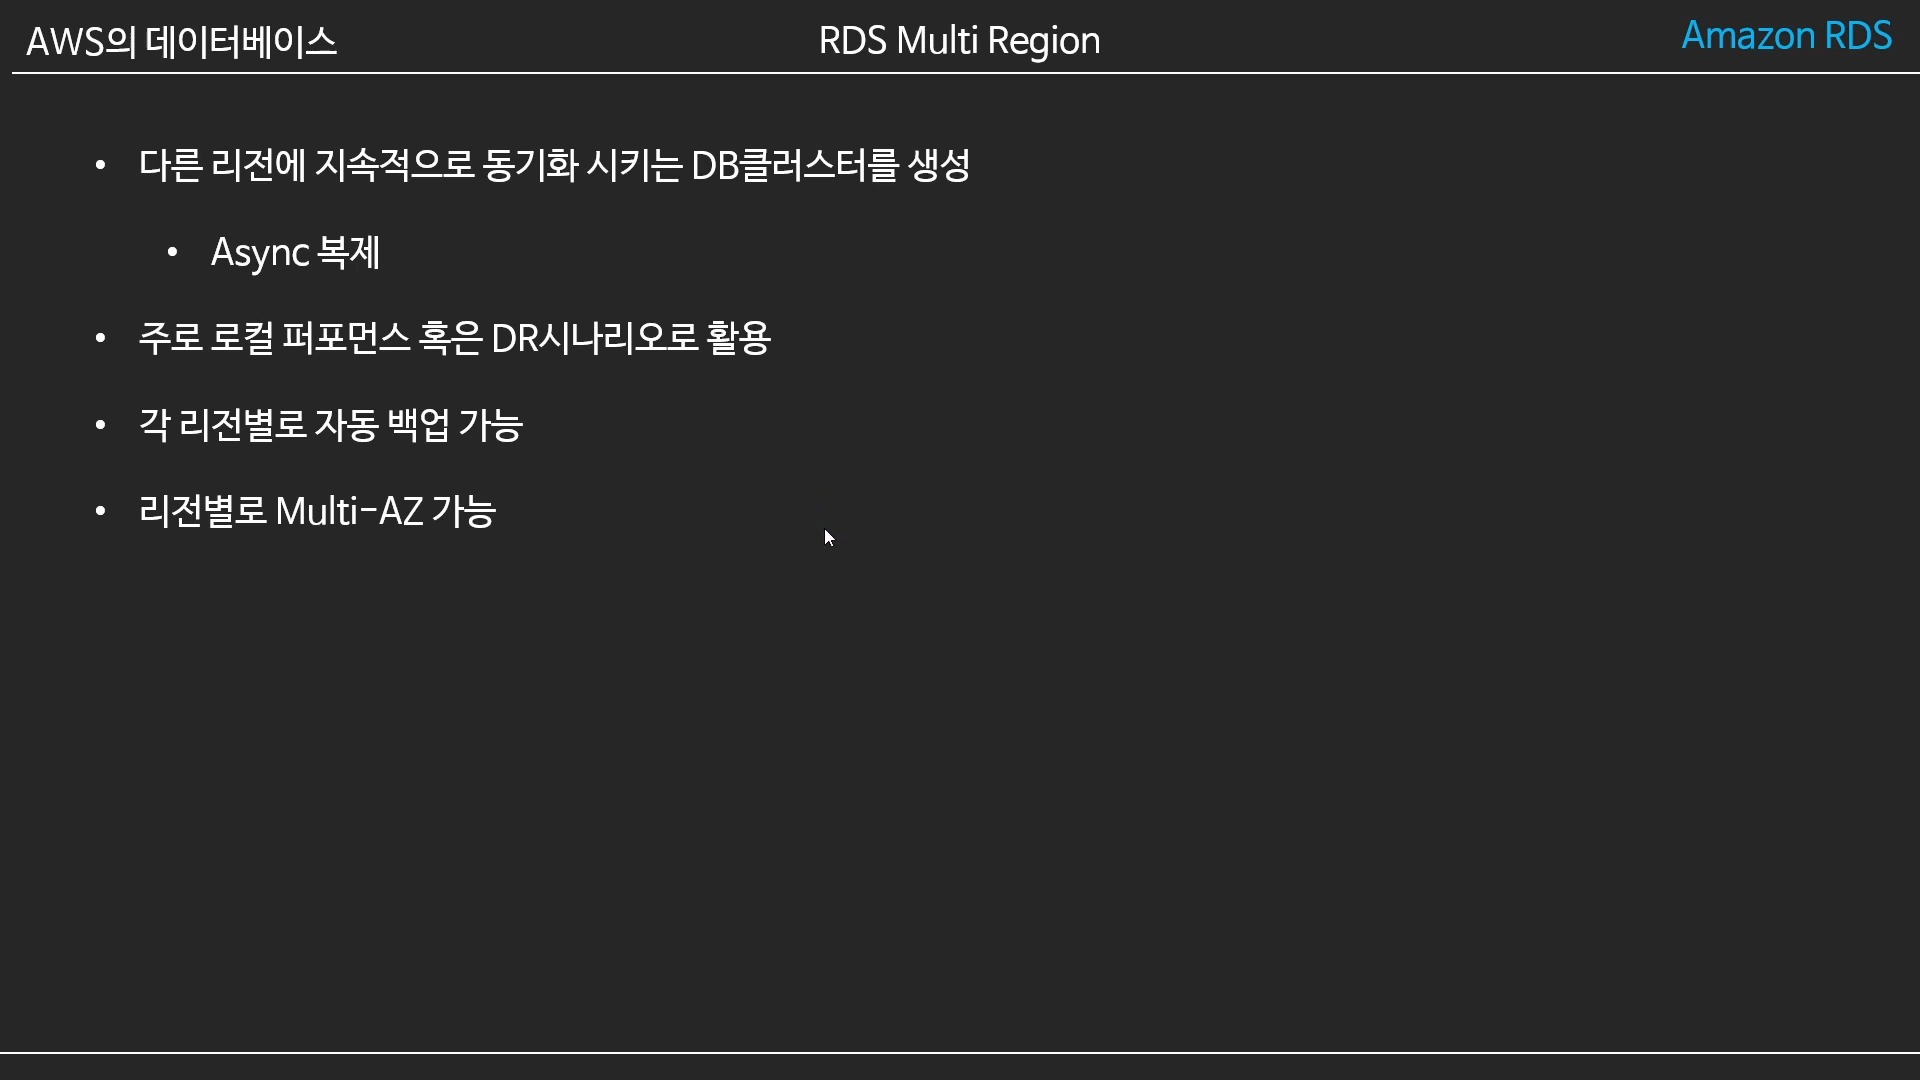 AWS의 데이터베이스
RDS Multi Region
Amazon RDS
• 다른 리전에 지속적으로 동기화 시키는 DB클러스터를 생성
• Async 복제
• 주로 로컬 퍼포먼스 혹은 DR시나리오로 활용
• 각 리전별로 자동 백업 가능
• 리전별로 Multi-AZ 가능